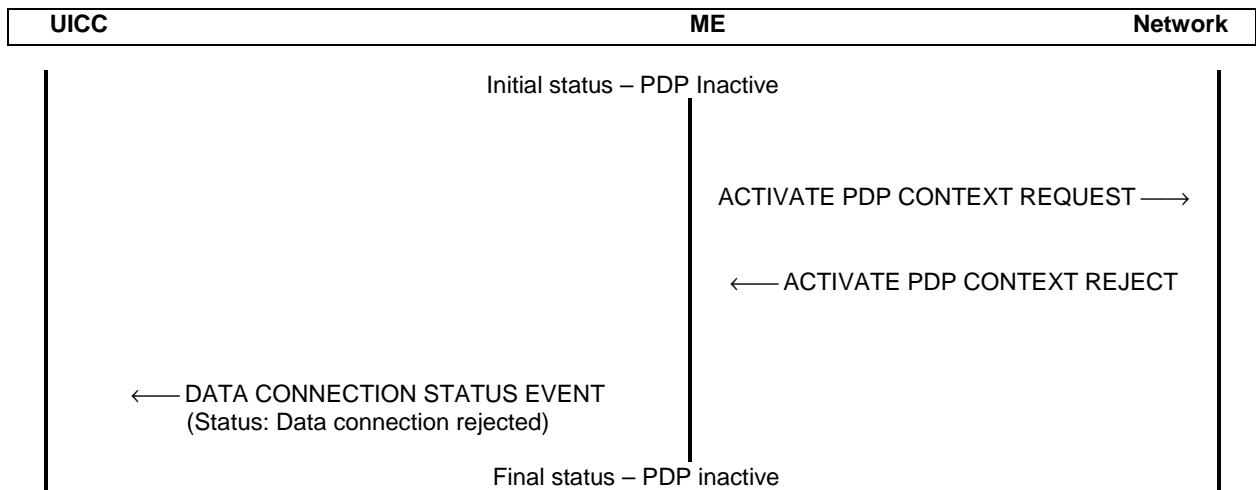 UICC ME Network
Initial status – PDP Inactive
ACTIVATE PDP CONTEXT REQUEST
ACTIVATE PDP CONTEXT REJECT
DATA CONNECTION STATUS EVENT
(Status: Data connection rejected)
Final status – PDP inactive